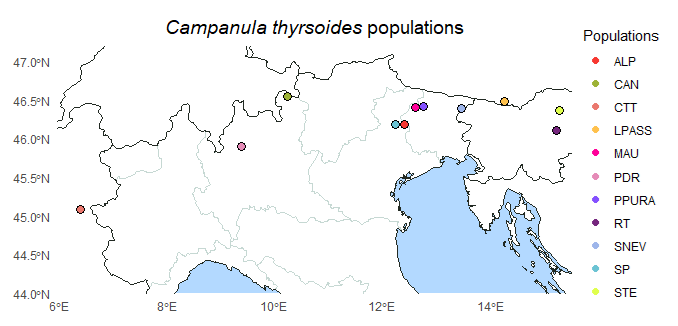 Campanula thyrsoides populations
Populations
ALP
CAN
CTT
LPASS
MAU
PDR
PPURA
RT
SNEV
SP
STE
47.0°N
46.5°N
46.0°N
45.5°N
45.0°N
44.5°N
44.0°N
6°E 8°E 10°E 12°E 14°E